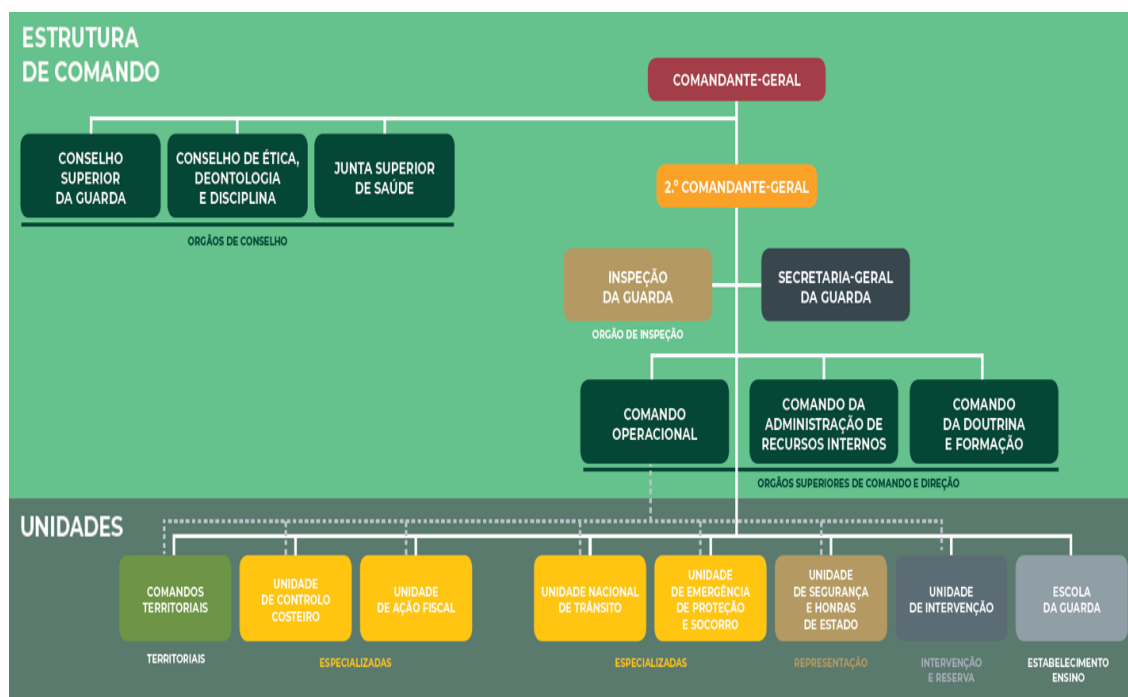 ESTRUTURA
DE COMANDO
COMANDANTE-GERAL
CONSELHO
SUPERIOR
DA GUARDA
CONSELHO DE ÉTICA,
DEONTOLOGIA
E DISCIPLINA
JUNTA SUPERIOR
DE SAÚDE
ORGÃOS DE CONSELHO
2.º COMANDANTE-GERAL
INSPEÇÃO
DA GUARDA
ORGÃO DE INSPEÇÃO
SECRETARIA-GERAL
DA GUARDA
COMANDO
OPERACIONAL
COMANDO DA
ADMINISTRAÇÃO DE
RECURSOS INTERNOS
COMANDO
DA DOUTRINA
E FORMAÇÃO
ORGÃOS SUPERIORES DE COMANDO E DIREÇÃO
UNIDADES
COMANDOS
TERRITORIAIS
UNIDADE
DE CONTROLO
COSTEIRO
UNIDADE
DE AÇÃO FISCAL
UNIDADE NACIONAL
DE TRÂNSITO
UNIDADE
DE EMERGÊNCIA
DE PROTEÇÃO
E SOCORRO
UNIDADE
DE SEGURANÇA
E HONRAS
DE ESTADO
UNIDADE
DE INTERVENÇÃO
ESCOLA
DA GUARDA
TERRITORIAIS
ESPECIALIZADAS
ESPECIALIZADAS
REPRESENTAÇÃO
INTERVENÇÃO
E RESERVA
ESTABELECIMENTO
ENSINO